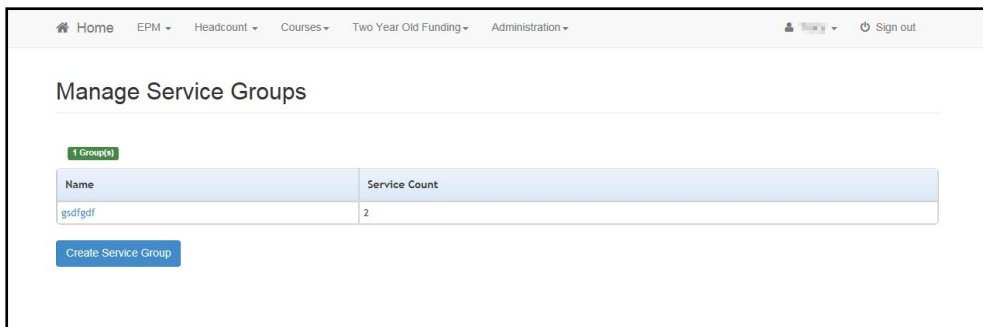 Home EPM Headcount Courses Two Year Old Funding Administration Sign out
Manage Service Groups
1 Group(s)
Name Service Count
gsdfgdf 2
Create Service Group